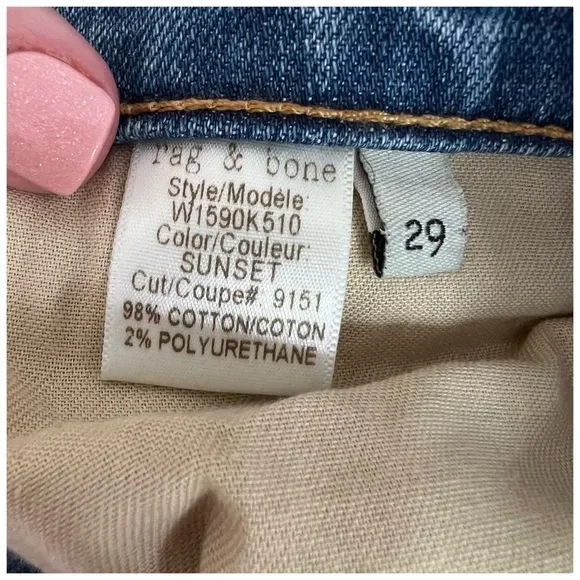 rag & bone
Style/Modèle:
W1590K510
Color/Couleur:
SUNSET
Cut/Coupe# 9151
98% COTTON/COTON
2% POLYURETHANE
29